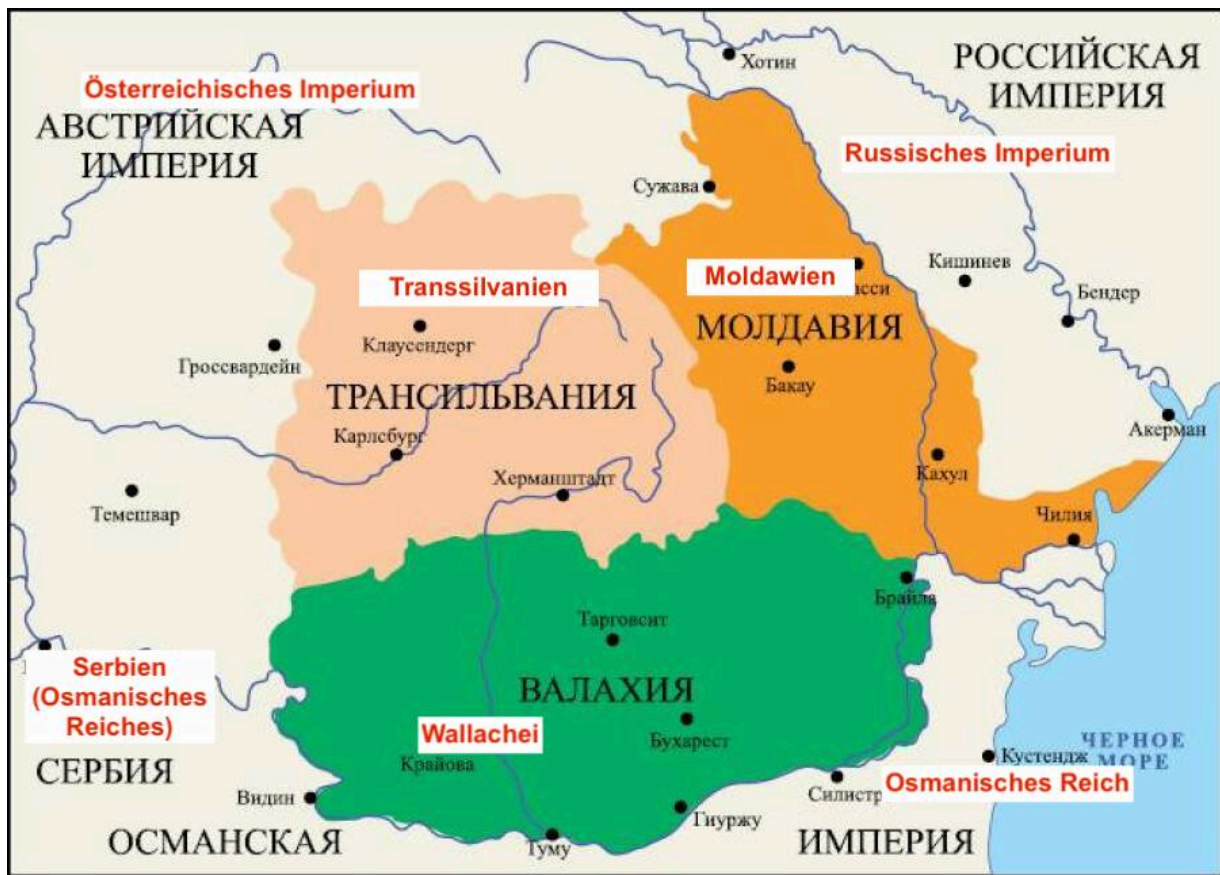 Хотин
РОССИЙСКАЯ
ИМПЕРИЯ
Österreichisches Imperium
АВСТРИЙСКАЯ
ИМПЕРИЯ
Russisches Imperium
Сужава
Кишинев
Transsilvanien
Moldawien
Бендер
МОЛДАВИЯ
Клаусендерг
Гроссвардейн
Бакау
ТРАНСИЛЬВАНИЯ
Акерман
Карлсбург
Кахул
Херманштадт
Темешвар
Чилия
Брайла
Тарговсит
Serbien
(Osmanisches
Reiches)
ВАЛАХИЯ
Wallachei
Бухарест
ЧЕРНОЕ
МОРЕ
Кустендж
СЕРБИЯ
Крайова
Osmanisches Reich
Видин
Гиуржу
ОСМАНСКАЯ
Туму
ИМПЕРИЯ